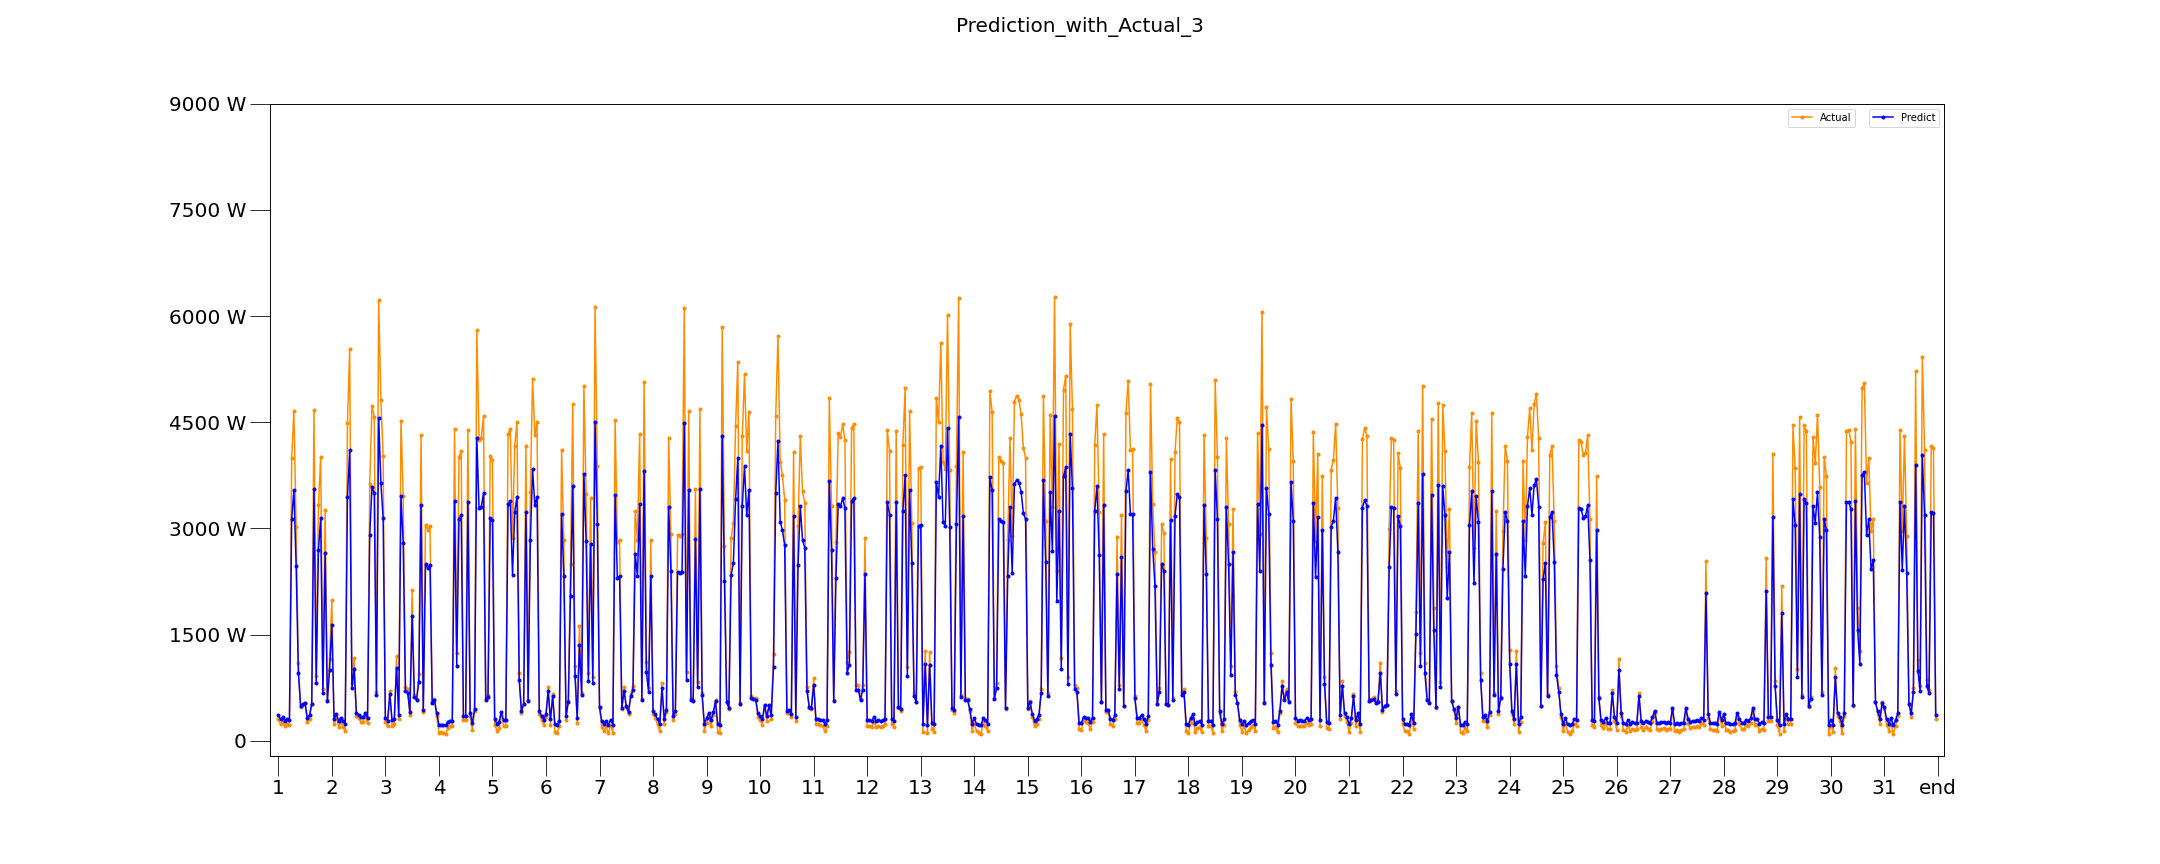 Prediction_with_Actual_3
9000 W
7500 W
6000 W
4500 W
3000 W
1500 W
0
Actual Predict
1 2 3 4 5 6 7 8 9 10 11 12 13 14 15 16 17 18 19 20 21 22 23 24 25 26 27 28 29 30 31 end